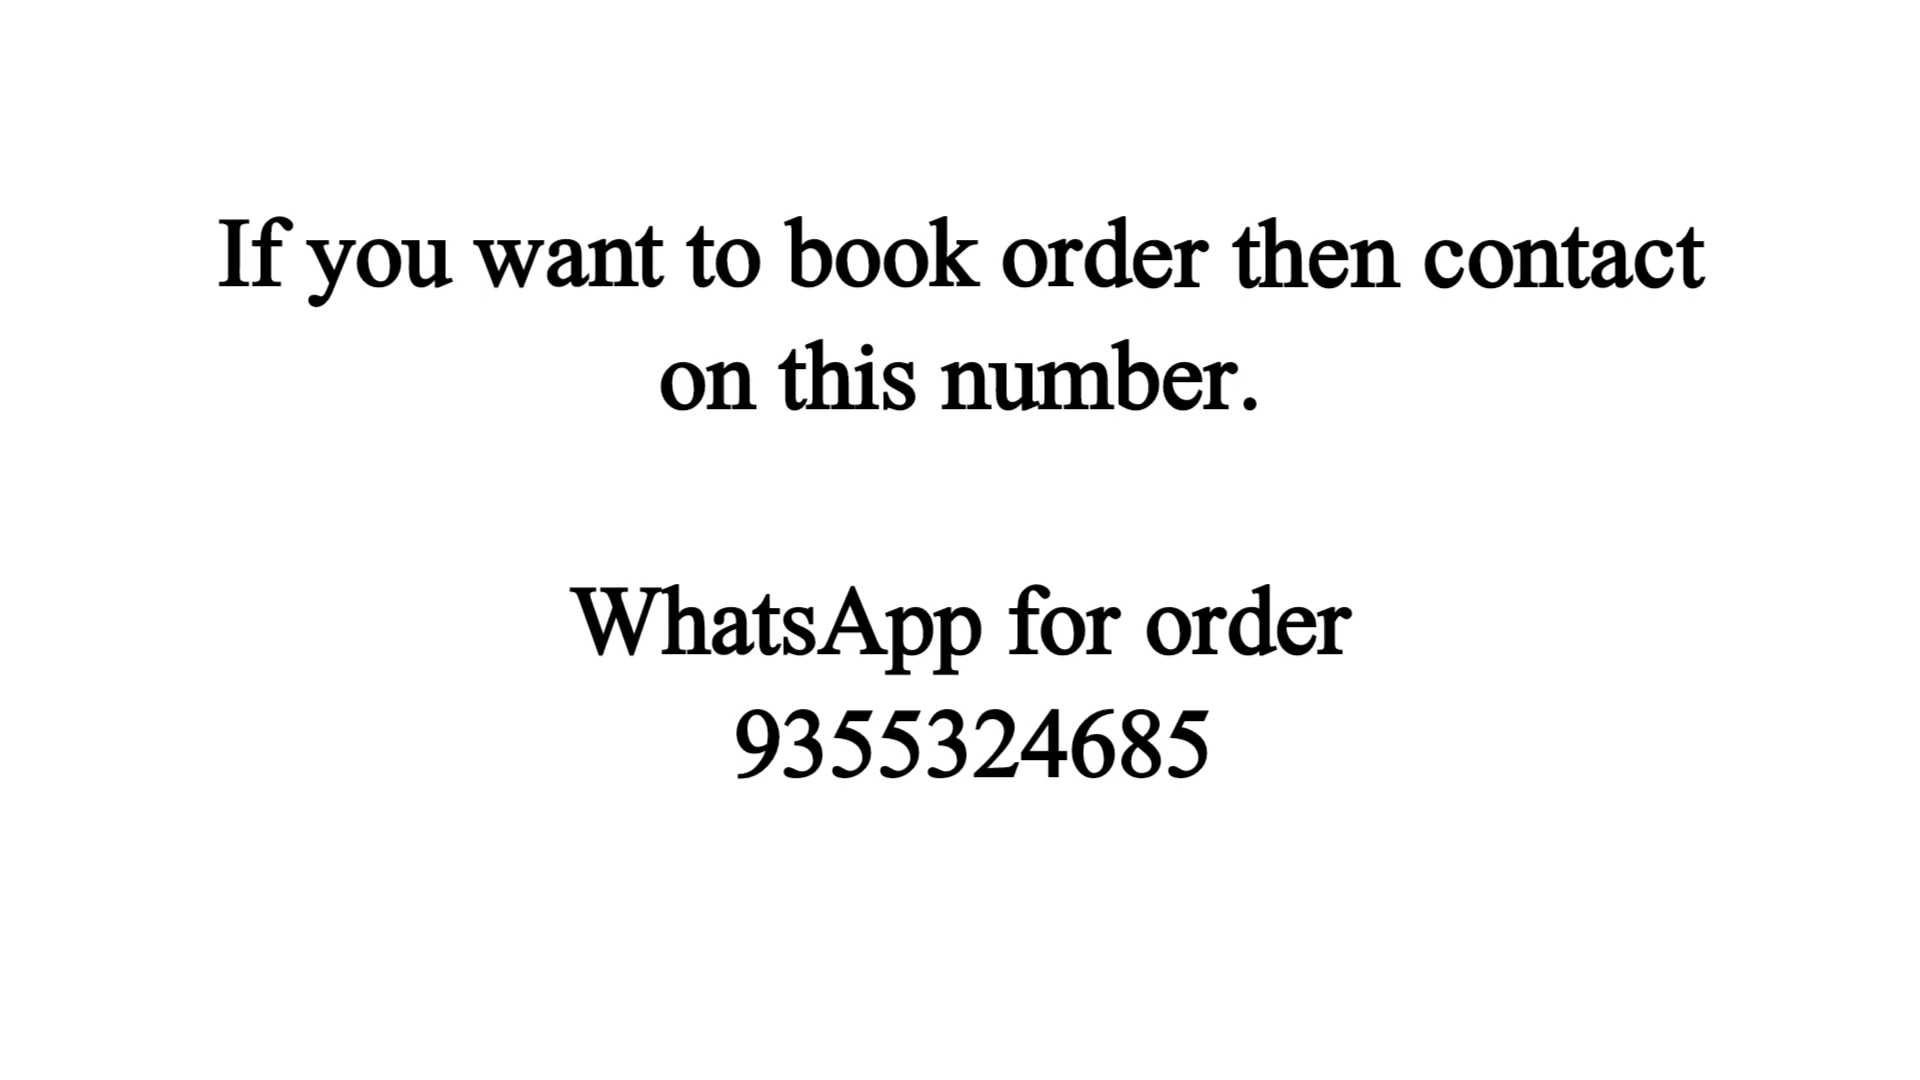 If you want to book order then contact
on this number.
WhatsApp for order
9355324685